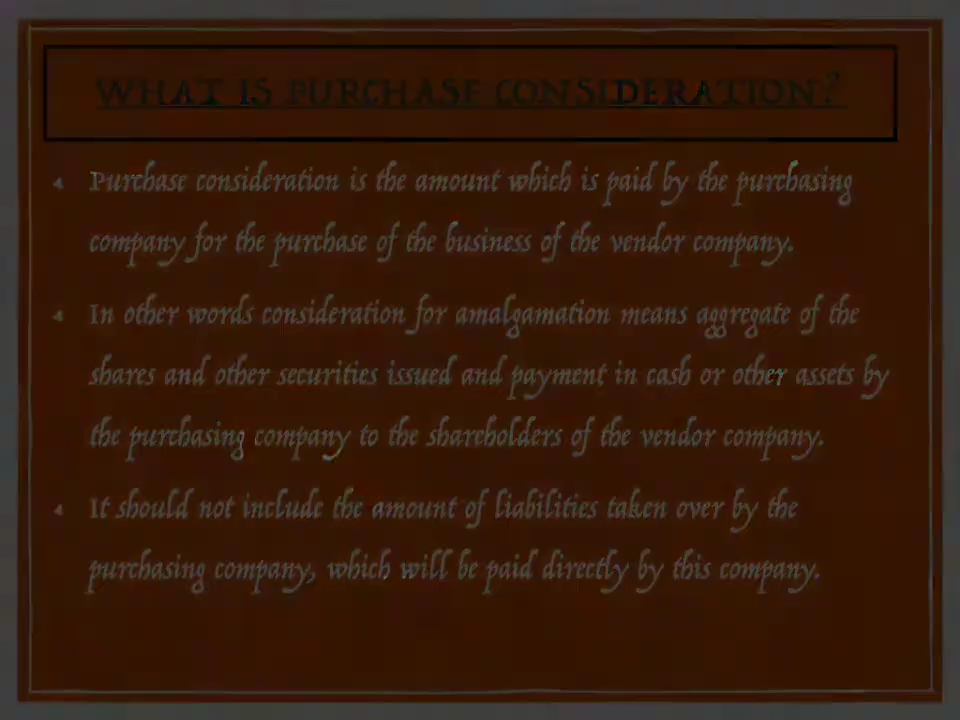 WHAT IS PURCHASE CONSIDERATION?
Purchase consideration is the amount which is paid by the purchasing
company for the purchase of the business of the vendor company.
In other words consideration for amalgamation means aggregate of the
shares and other securities issued and payment in cash or other assets by
the purchasing company to the shareholders of the vendor company.
It should not include the amount of liabilities taken over by the
purchasing company, which will be paid directly by this company.